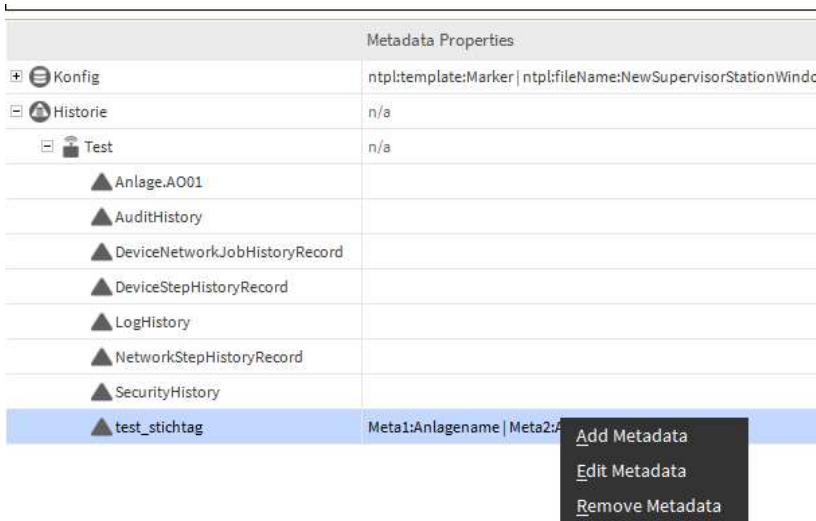 Metadata Properties
Konfig ntpl:template:Marker | ntpl:fileName:NewSupervisorStationWindo
Historie n/a
Test n/a
Anlage.AO01
AuditHistory
DeviceNetworkJobHistoryRecord
DeviceStepHistoryRecord
LogHistory
NetworkStepHistoryRecord
SecurityHistory
test_stichtag Meta1:Anlagename | Meta2:A
Add Metadata
Edit Metadata
Remove Metadata